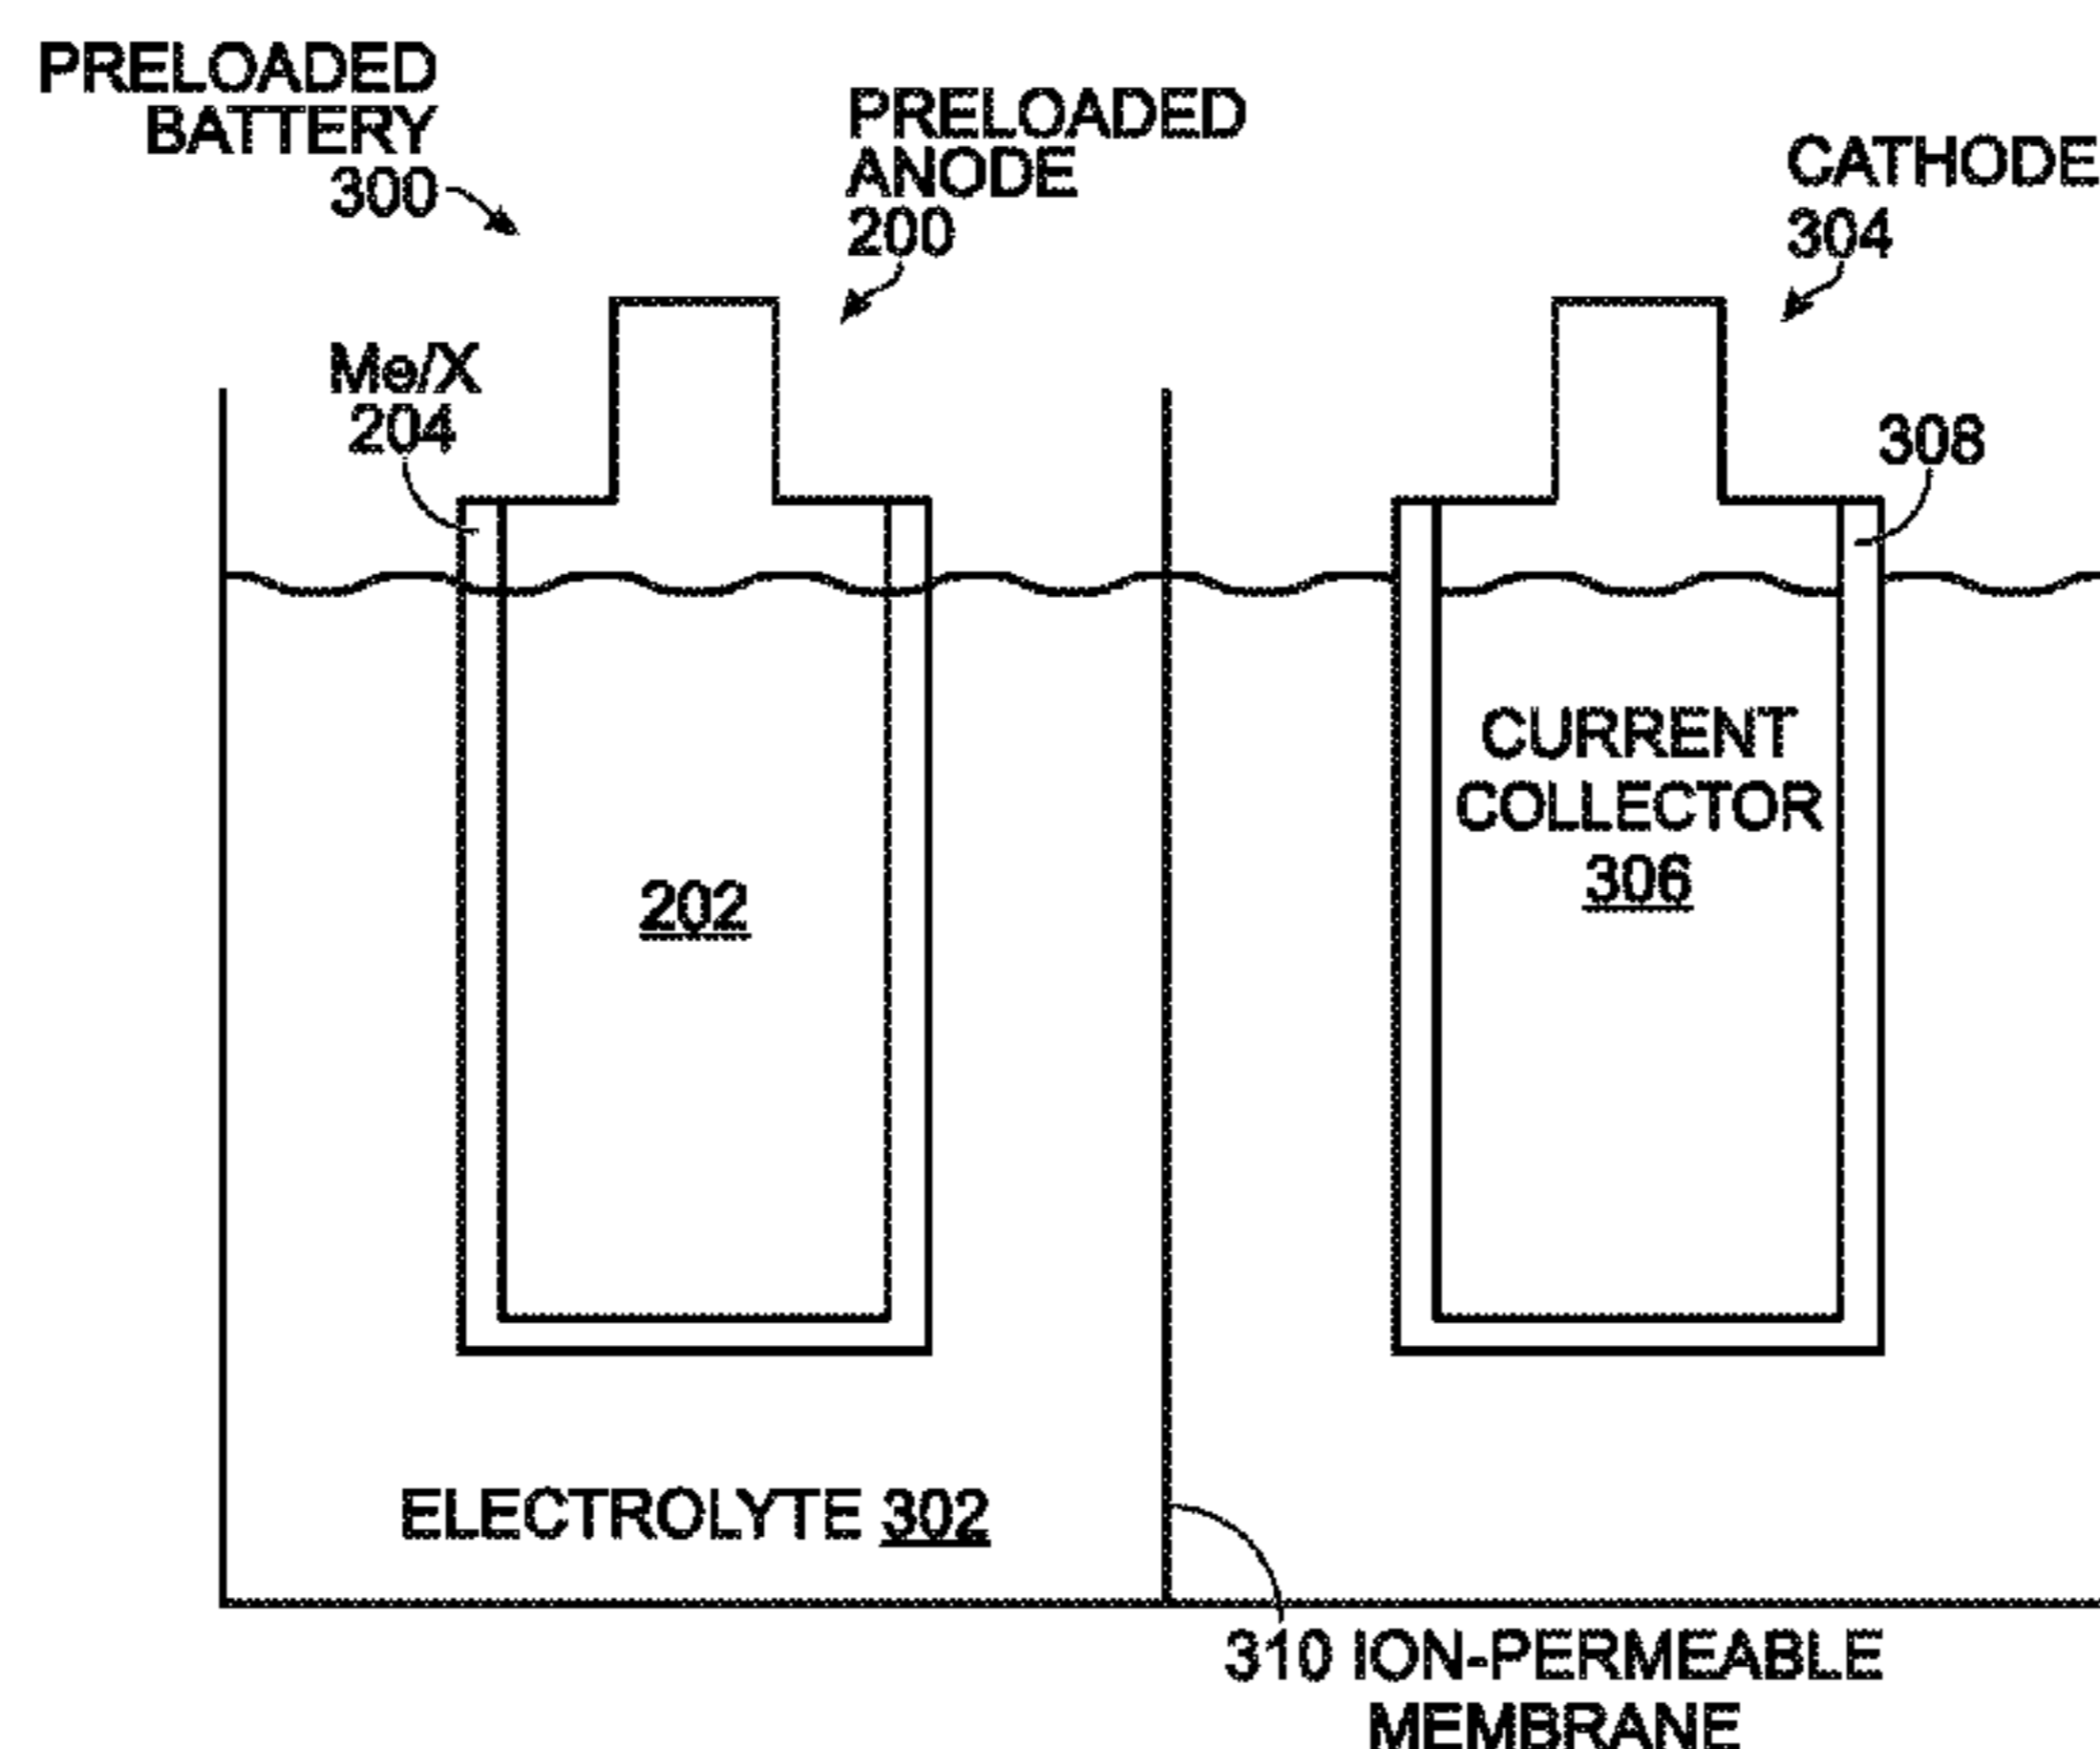 PRELOADED
BATTERY
300
PRELOADED
ANODE
200
CATHODE
304
Me/X
204
308
CURRENT
COLLECTOR
306
202
ELECTROLYTE 302
310 ION-PERMEABLE
MEMBRANE